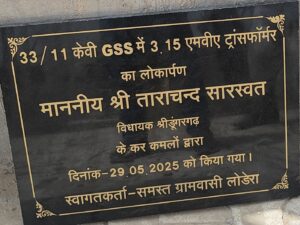 33/11 केवी GSS में 3.15 एमवीए ट्रांसफॉर्मर
का लोकार्पण
माननीय श्री ताराचन्द सारस्वत
विधायक श्रीडूंगरगढ
के कर कमलों द्वारा
दिनांक-29.05.2025 को किया गया।
स्वागतकर्ता-समस्त ग्रामवासी लोडेरा